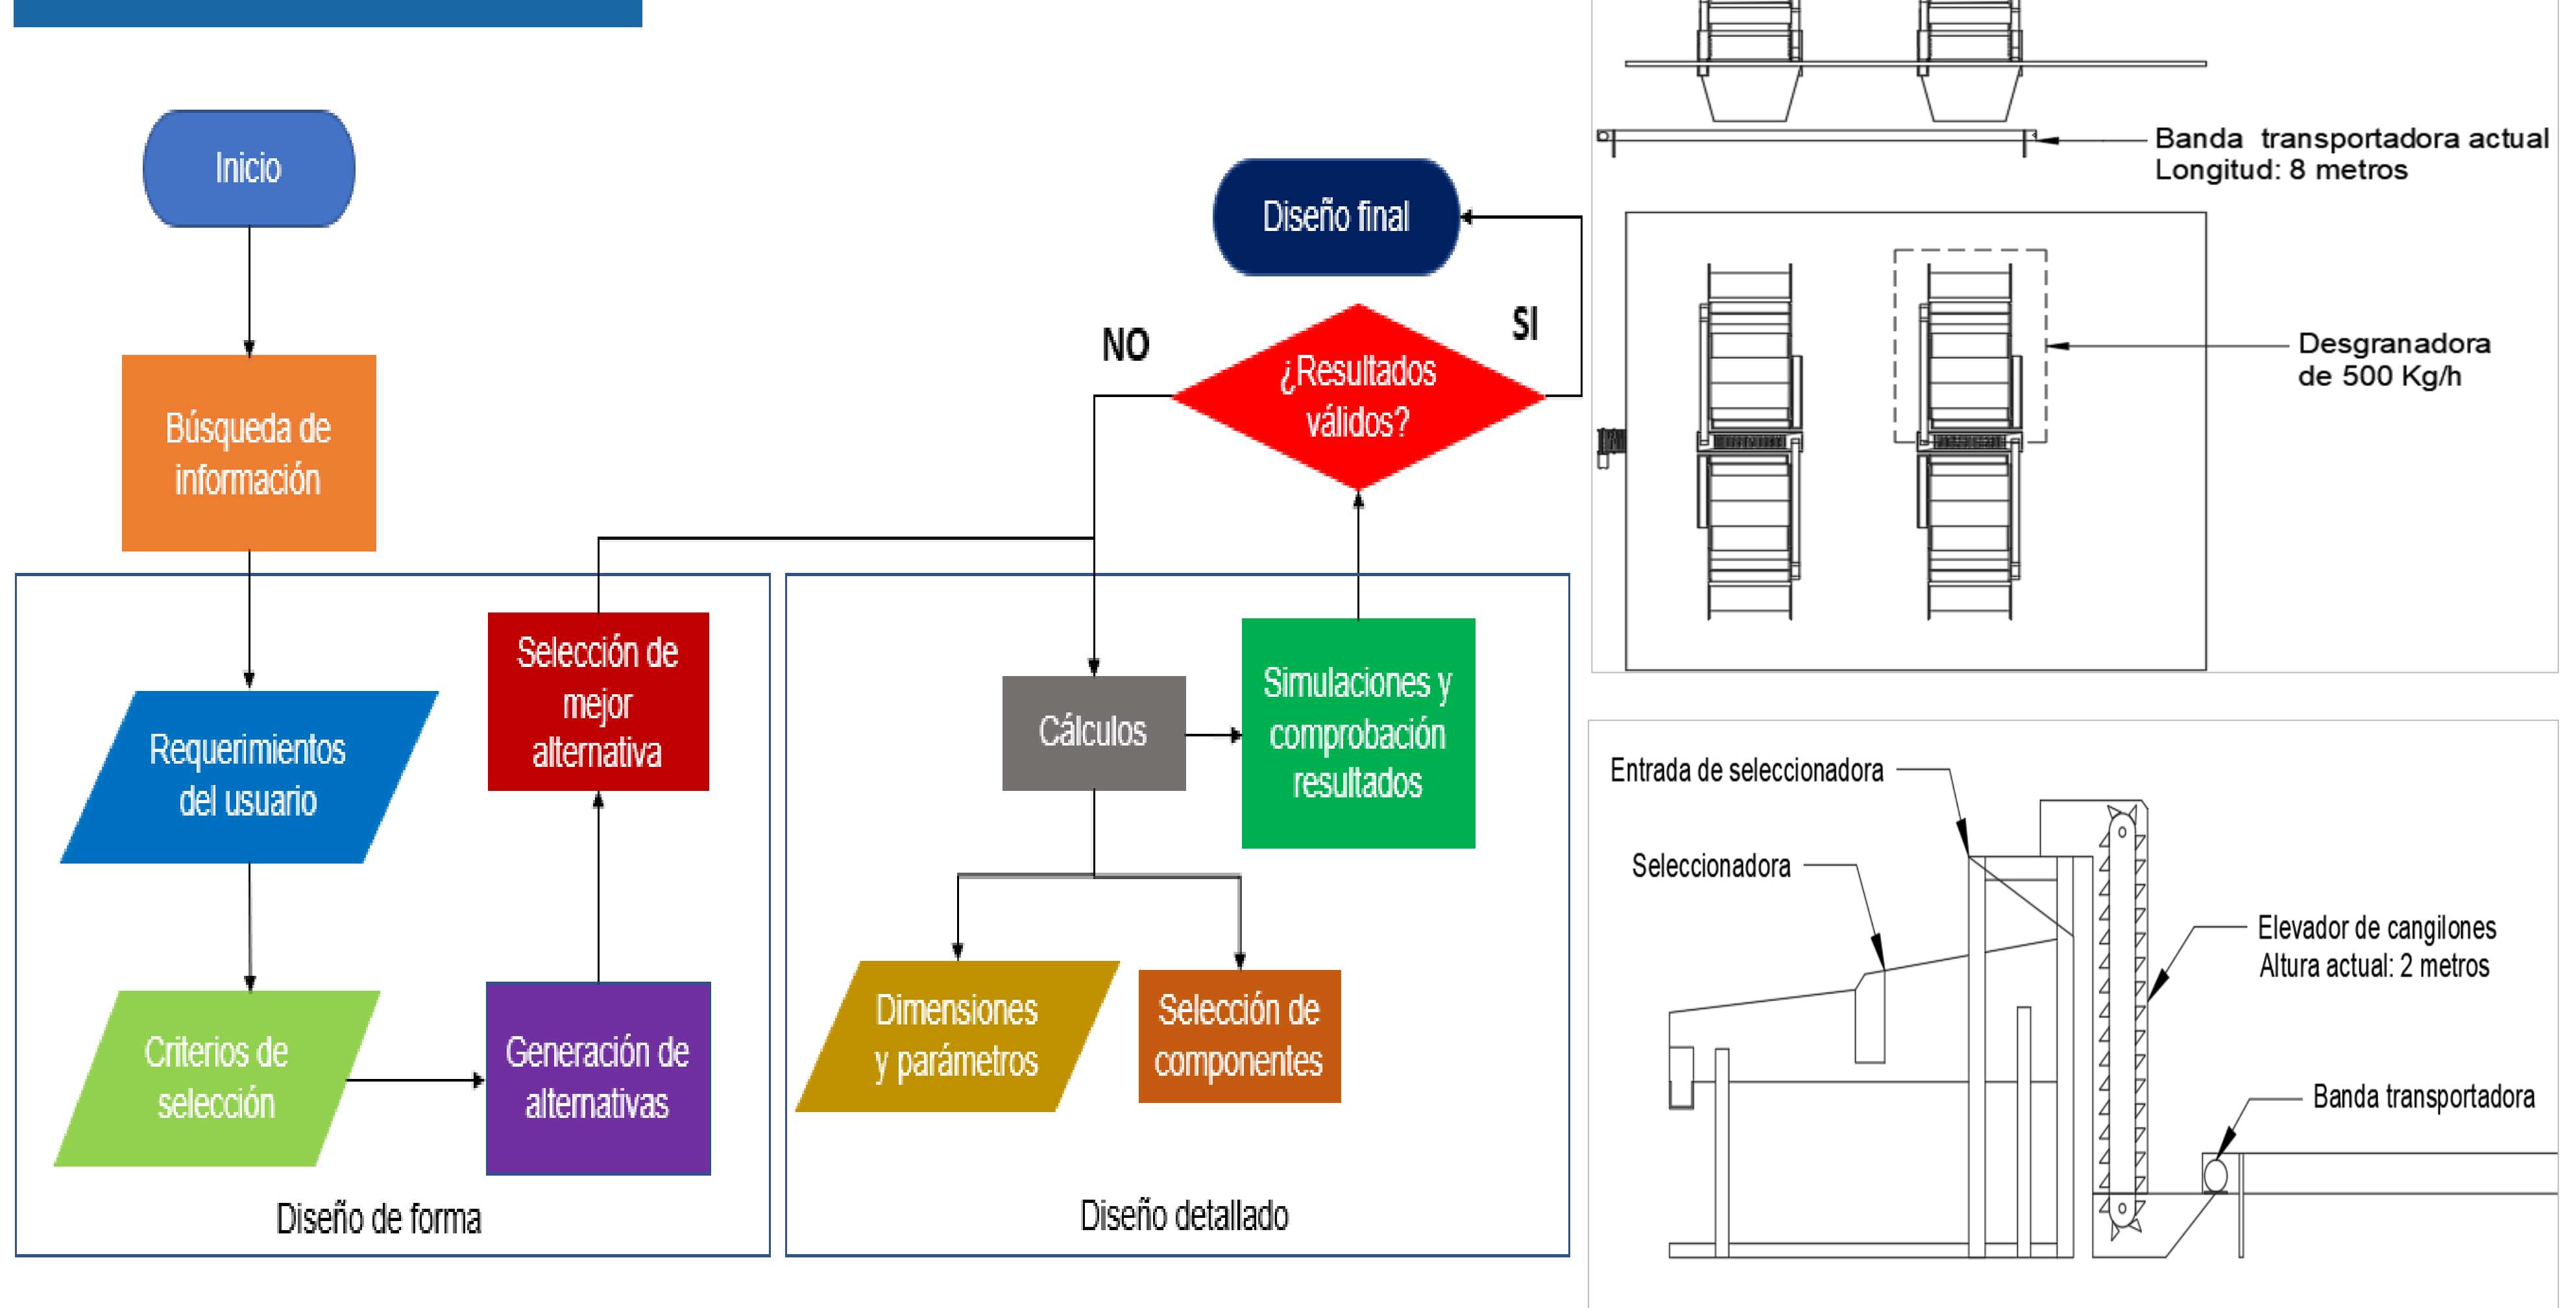 Inicio
Búsqueda de
información
Requerimientos
del usuario
Criterios de
selección
Generación de
alternativas
Selección de
mejor
alternativa
Diseño de forma
Diseño final
NO
SI
¿Resultados
válidos?
Cálculos
Simulaciones y
comprobación
resultados
Dimensiones
y parámetros
Selección de
componentes
Diseño detallado
Banda transportadora actual
Longitud: 8 metros
Desgranadora
de 500 Kg/h
Entrada de seleccionadora
Seleccionadora
Elevador de cangilones
Altura actual: 2 metros
Banda transportadora